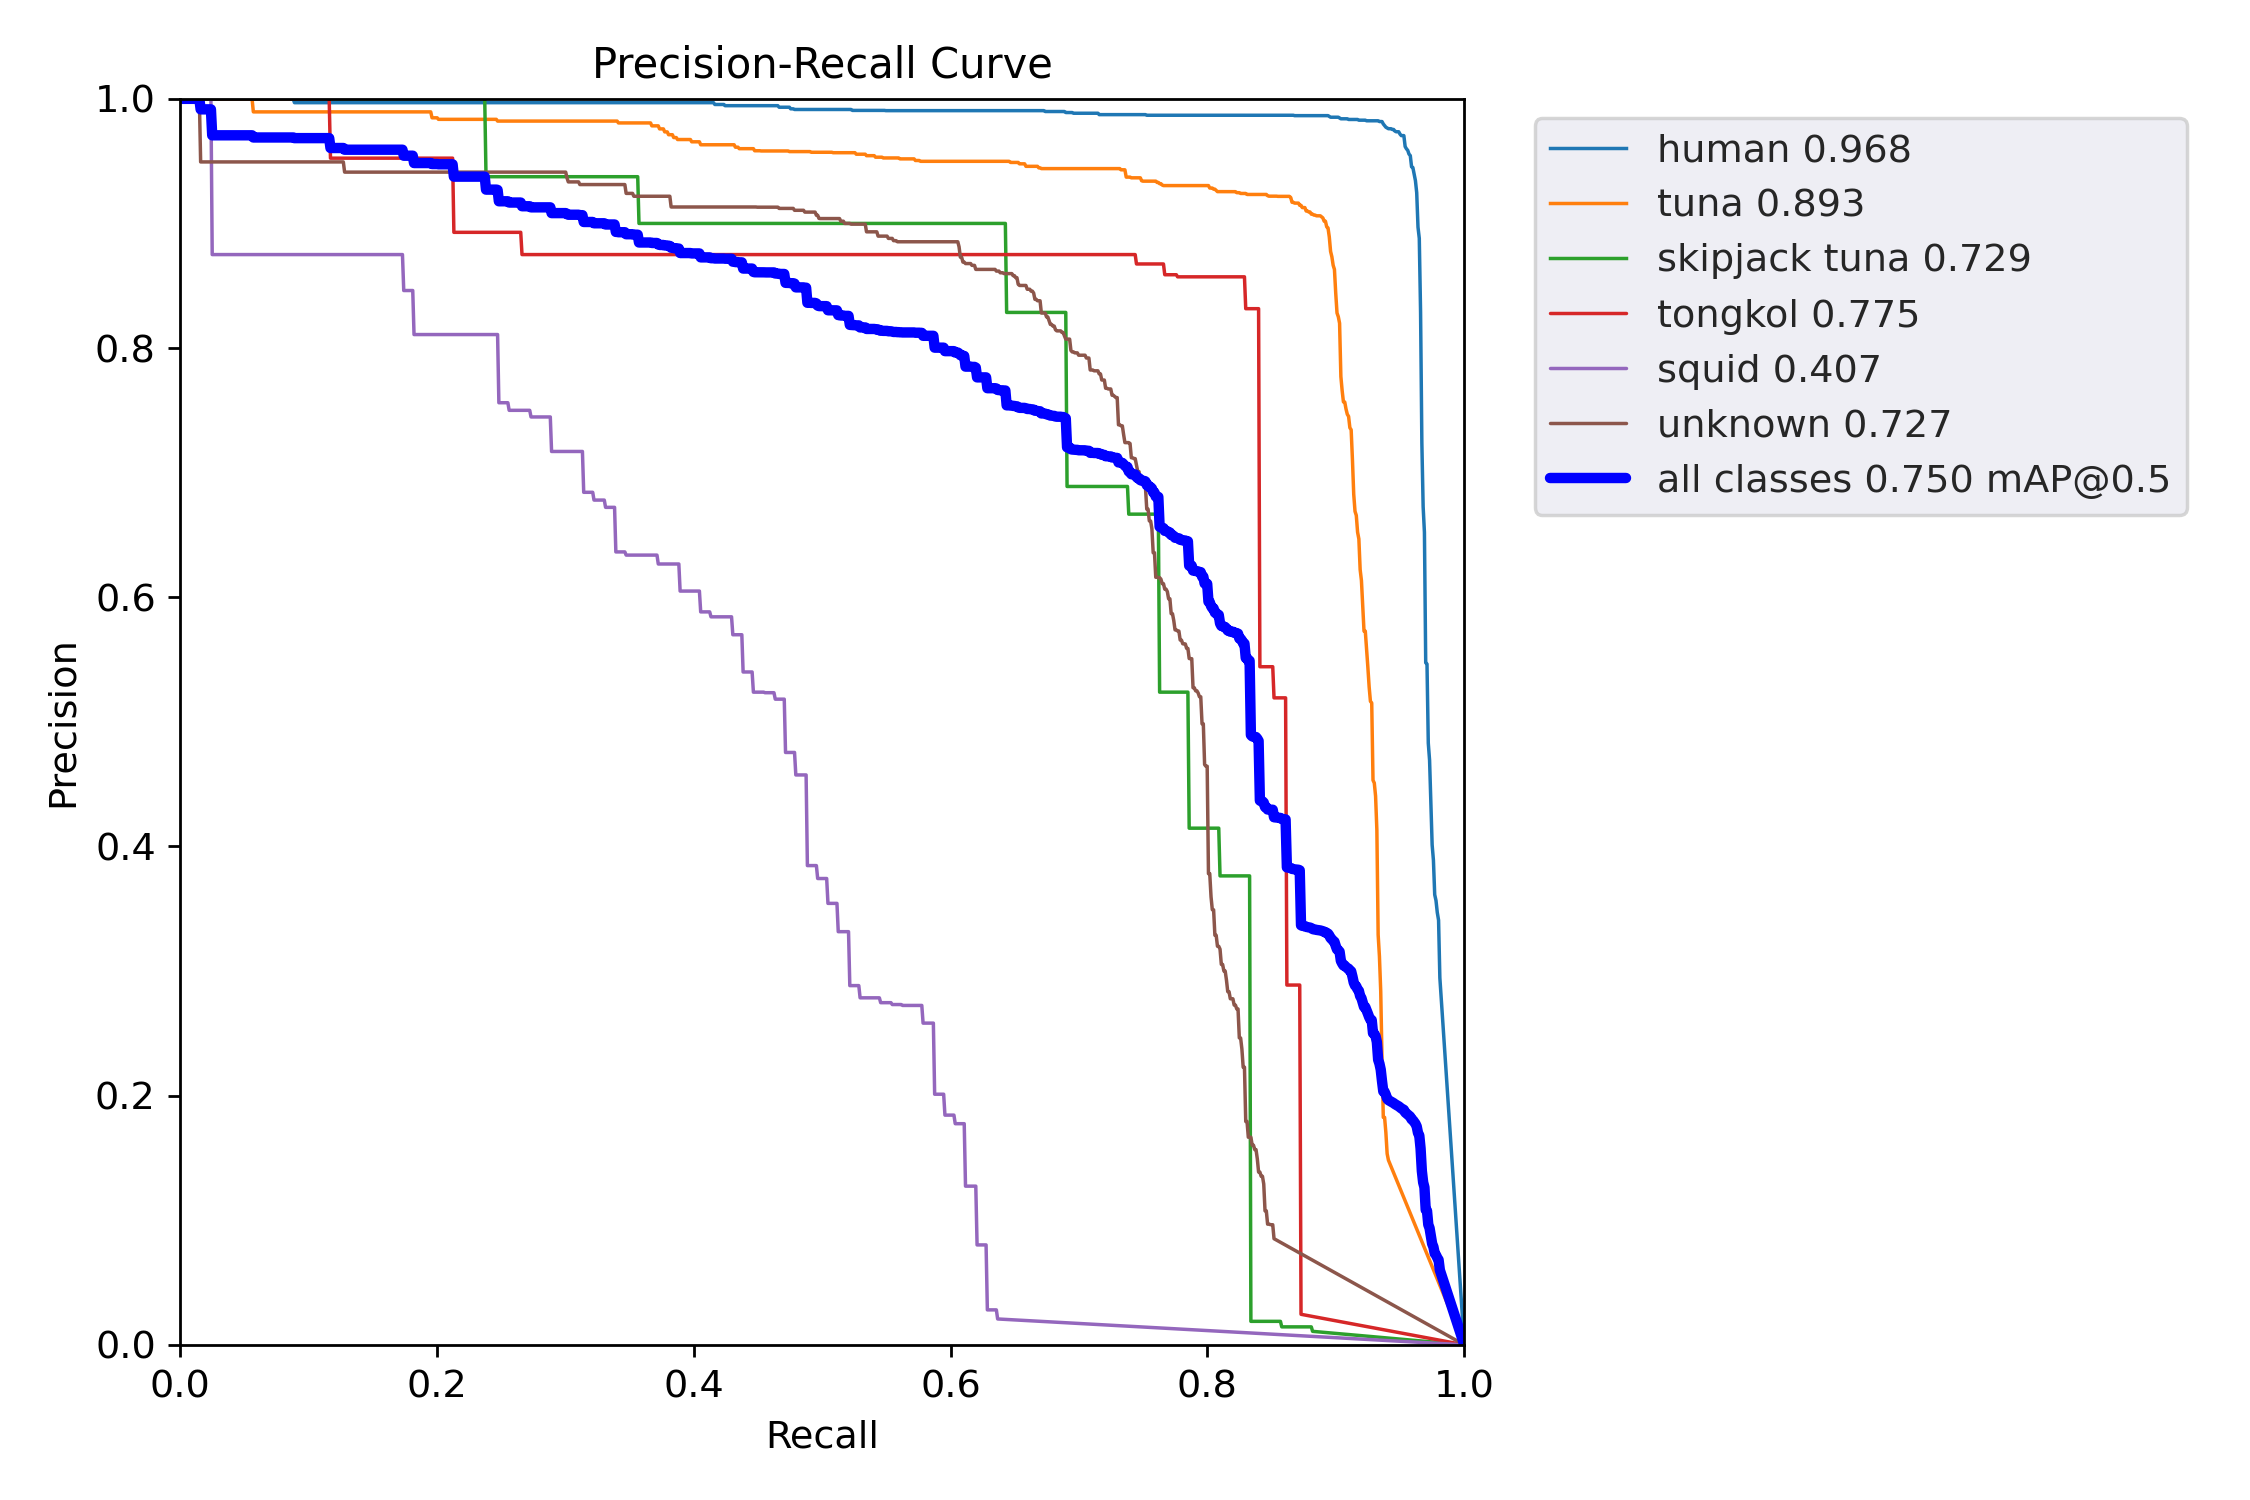 Precision-Recall Curve
1.0
0.8
0.6
0.4
0.2
0.0
Precision
0.0 0.2 0.4 0.6 0.8 1.0
Recall
human 0.968
tuna 0.893
skipjack tuna 0.729
tongkol 0.775
squid 0.407
unknown 0.727
all classes 0.750 mAP@0.5